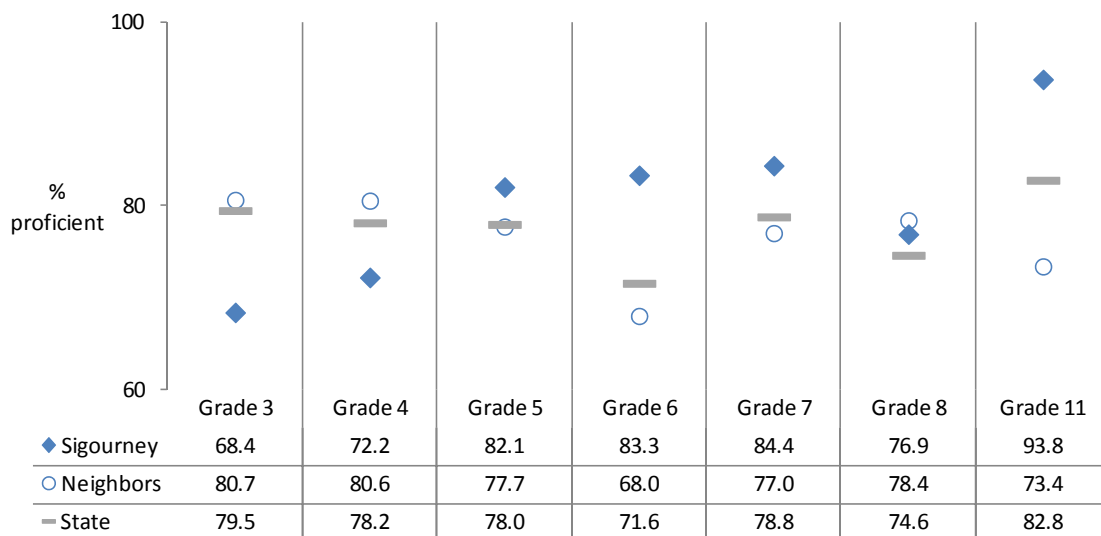 100
%
proficient
80
60
Grade 3 Grade 4 Grade 5 Grade 6 Grade 7 Grade 8 Grade 11
Sigourney 68.4 72.2 82.1 83.3 84.4 76.9 93.8
Neighbors 80.7 80.6 77.7 68.0 77.0 78.4 73.4
State 79.5 78.2 78.0 71.6 78.8 74.6 82.8